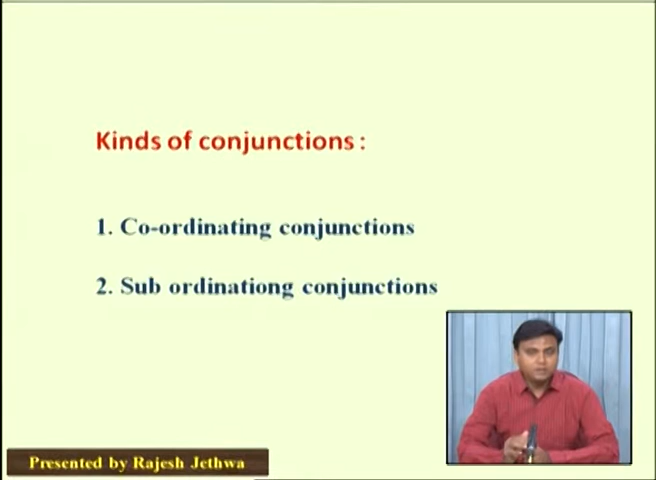 Kinds of conjunctions :
1. Co-ordinating conjunctions
2. Sub ordinationg conjunctions
Presented by Rajesh Jethwa